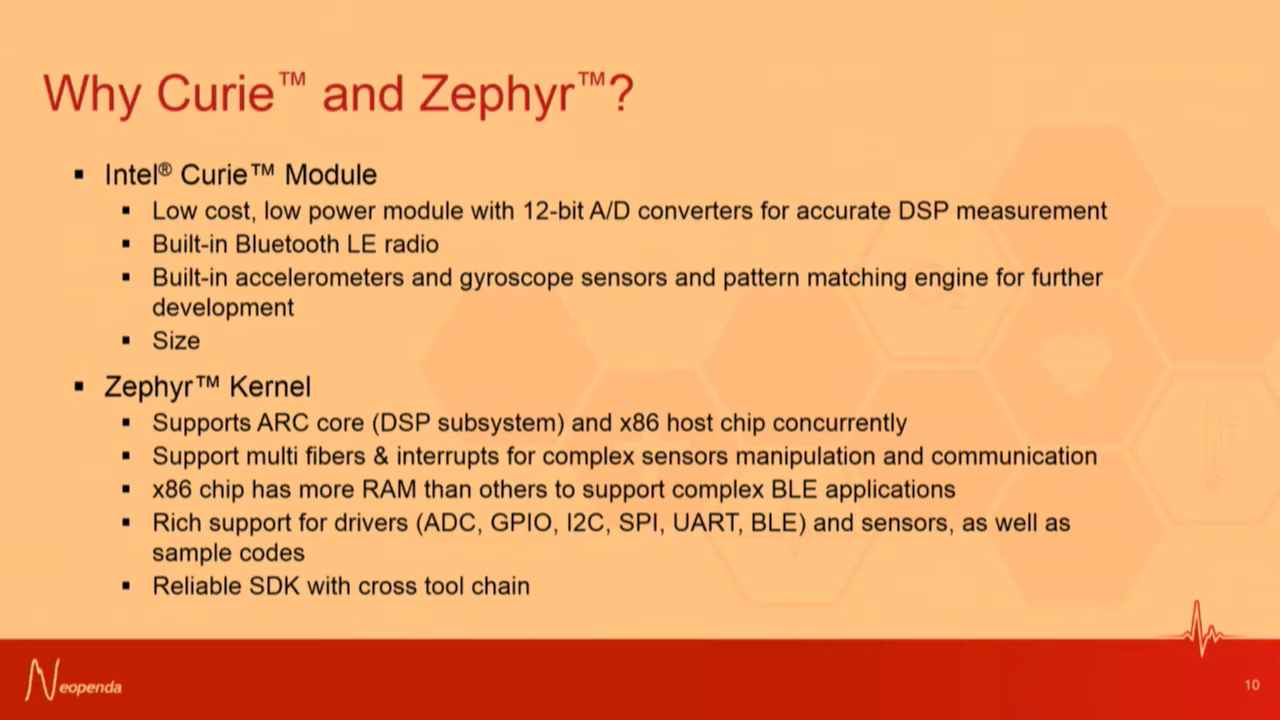 Why Curie™ and Zephyr™?
▪ Intel® Curie™ Module
▪ Low cost, low power module with 12-bit A/D converters for accurate DSP measurement
▪ Built-in Bluetooth LE radio
▪ Built-in accelerometers and gyroscope sensors and pattern matching engine for further
development
▪ Size
▪ Zephyr™ Kernel
▪ Supports ARC core (DSP subsystem) and x86 host chip concurrently
▪ Support multi fibers & interrupts for complex sensors manipulation and communication
▪ x86 chip has more RAM than others to support complex BLE applications
▪ Rich support for drivers (ADC, GPIO, I2C, SPI, UART, BLE) and sensors, as well as
sample codes
▪ Reliable SDK with cross tool chain
Neopenda
10